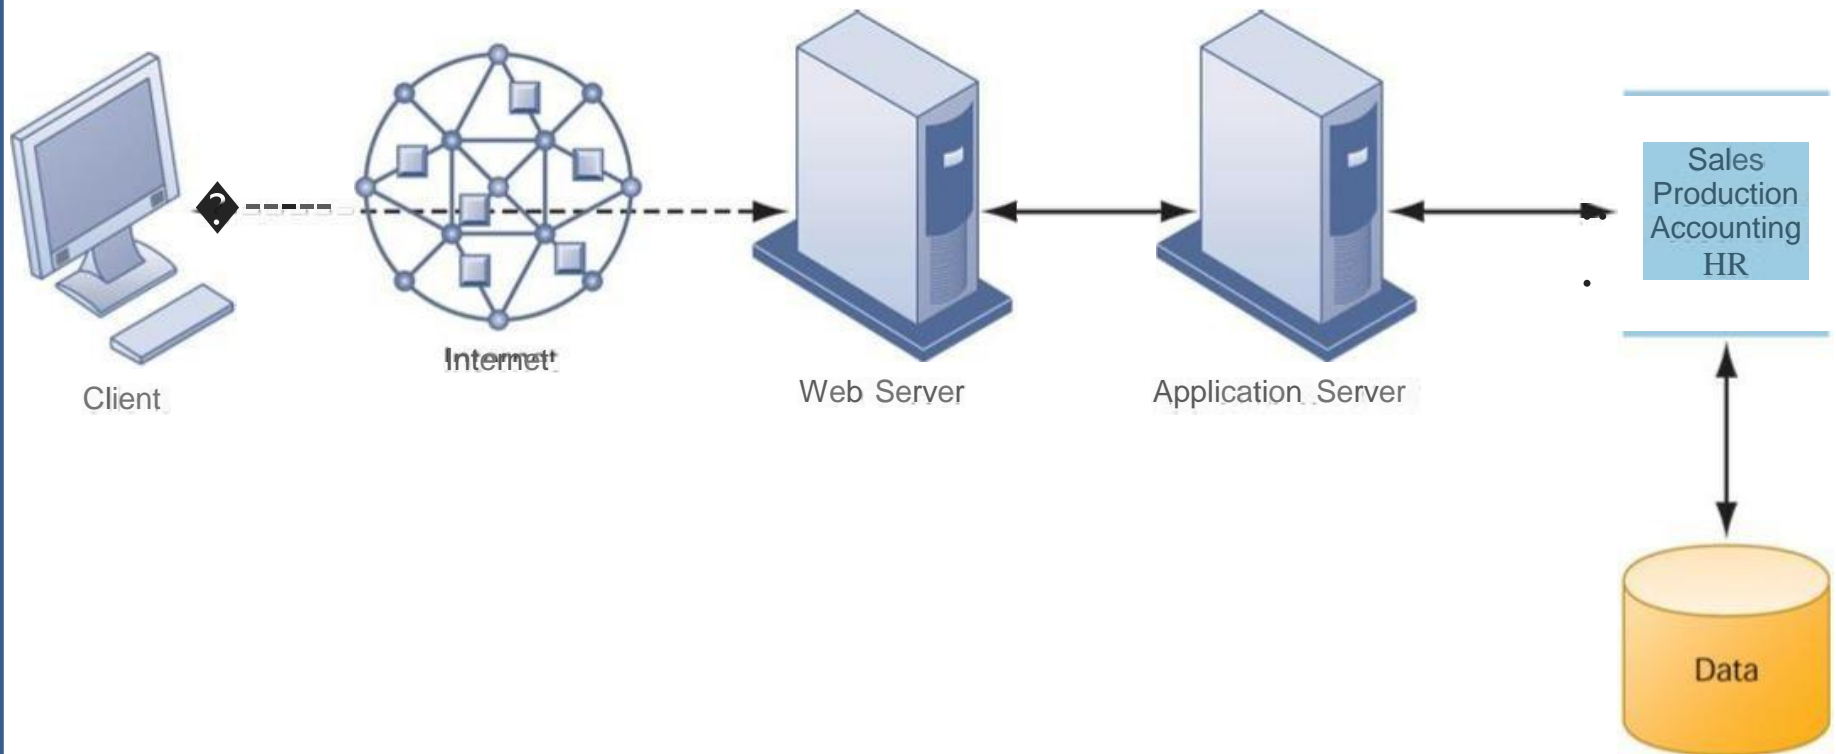 Sales
Production
Accounting
HR
Internet
Client
Web Server
Application Server
Data